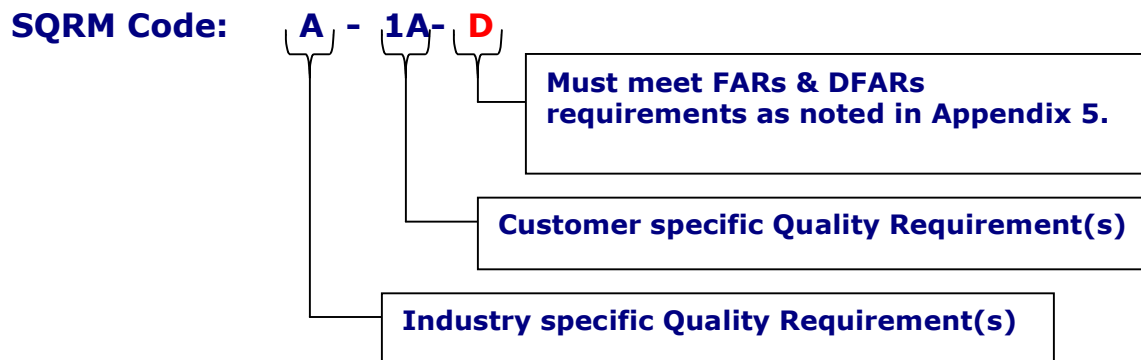 SQRM Code: A - 1A- D
Must meet FARs & DFARs
requirements as noted in Appendix 5.
Customer specific Quality Requirement(s)
Industry specific Quality Requirement(s)